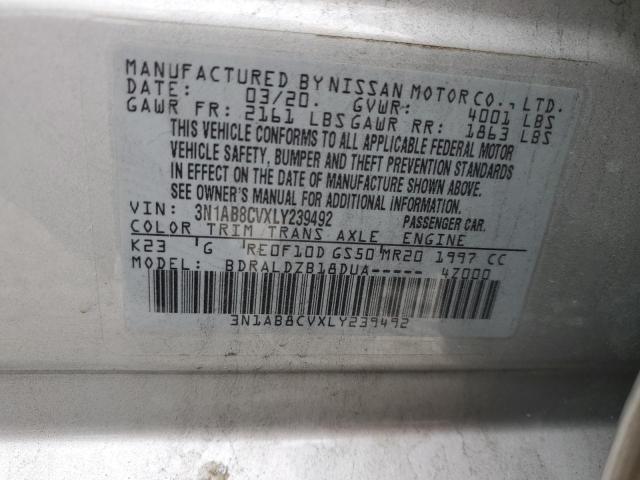 MANUFACTURED BY NISSAN MOTOR CO., LTD.
DATE: 03/20. GVWR: 4001 LBS
GAWR FR: 2161 LBS GAWR RR: 1863 LBS
THIS VEHICLE CONFORMS TO ALL APPLICABLE FEDERAL MOTOR
VEHICLE SAFETY, BUMPER AND THEFT PREVENTION STANDARDS
IN EFFECT ON THE DATE OF MANUFACTURE SHOWN ABOVE.
SEE OWNER'S MANUAL FOR ADDITIONAL INFORMATION.
VIN: 3N1AB8CVXLY239492 PASSENGER CAR.
COLOR TRIM TRANS AXLE ENGINE
K23 G RE0F10D GS50 MR20 1997 CC
MODEL: BDRALDZB18DUA----- 4Z000
3N1AB8CVXLY239492